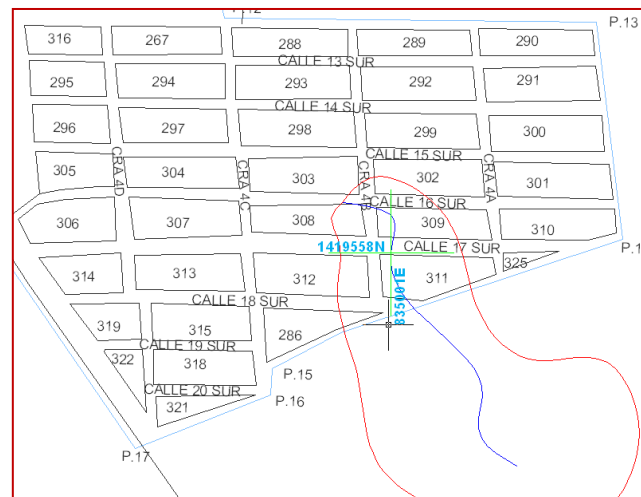 P.12
P.13
316 267 288 289 290
CALLE 13 SUR
295 294 293 292 291
CALLE 14 SUR
296 297 298 299 300
CALLE 15 SUR
305 CRA 4D 304 CRA 4C 303 302 CRA 4A 301
CALLE 16 SUR
306 307 308 309 310
1419558N CALLE 17 SUR
P.1
325
314 313 312 311
835001E
CALLE 18 SUR
319 315 286
CALLE 19 SUR
322 318
P.15
CALLE 20 SUR
P.16
321
P.17